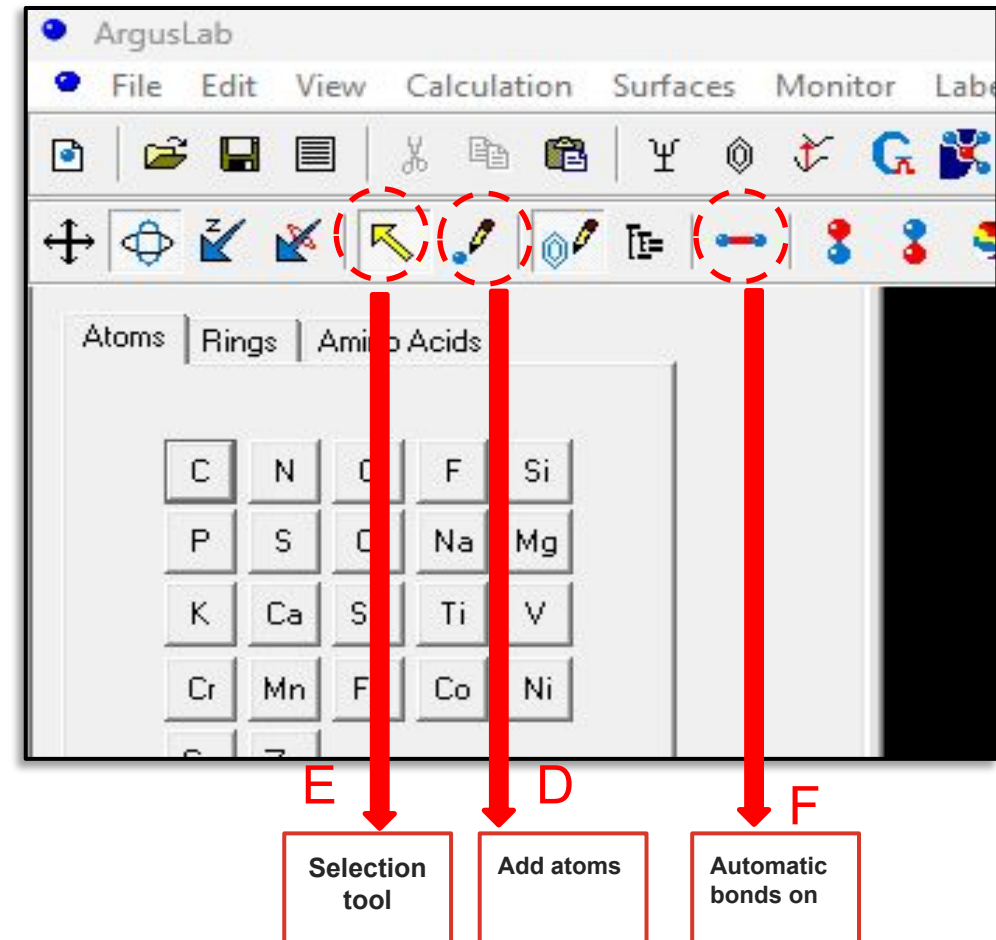 ArgusLab
File Edit View Calculation Surfaces Monitor
Atoms Rings Acids
C N F Si
P S Na Mg
K Ca Ti V
Cr Mn Co Ni
E D F
Selection
tool
Add atoms
Automatic
bonds on